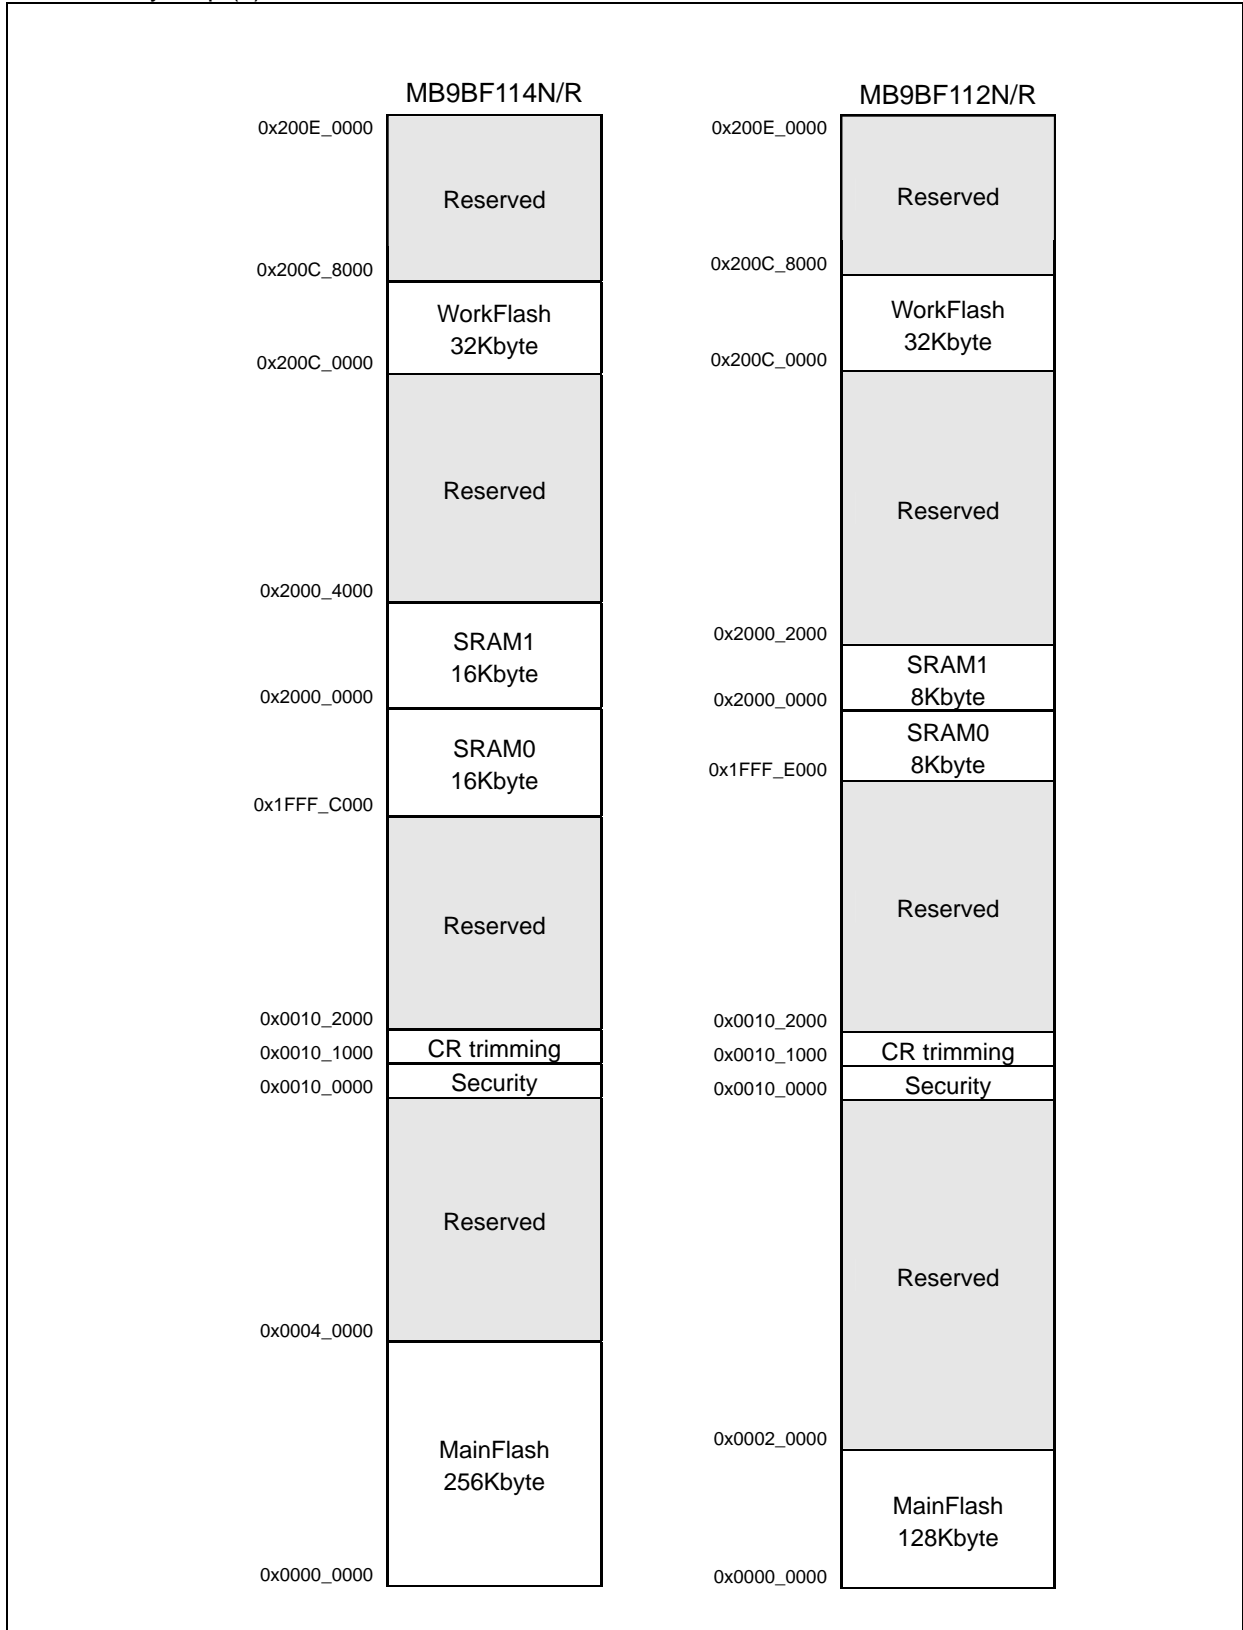 MB9BF114N/R
0x200E_0000
Reserved
0x200C_8000
WorkFlash
32Kbyte
0x200C_0000
Reserved
0x2000_4000
SRAM1
16Kbyte
0x2000_0000
SRAM0
16Kbyte
0x1FFF_C000
Reserved
0x0010_2000
CR trimming
0x0010_1000
Security
0x0010_0000
Reserved
0x0004_0000
MainFlash
256Kbyte
0x0000_0000
MB9BF112N/R
0x200E_0000
Reserved
0x200C_8000
WorkFlash
32Kbyte
0x200C_0000
Reserved
0x2000_2000
SRAM1
8Kbyte
0x2000_0000
SRAM0
8Kbyte
0x1FFF_E000
Reserved
0x0010_2000
CR trimming
0x0010_1000
Security
0x0010_0000
Reserved
0x0002_0000
MainFlash
128Kbyte
0x0000_0000